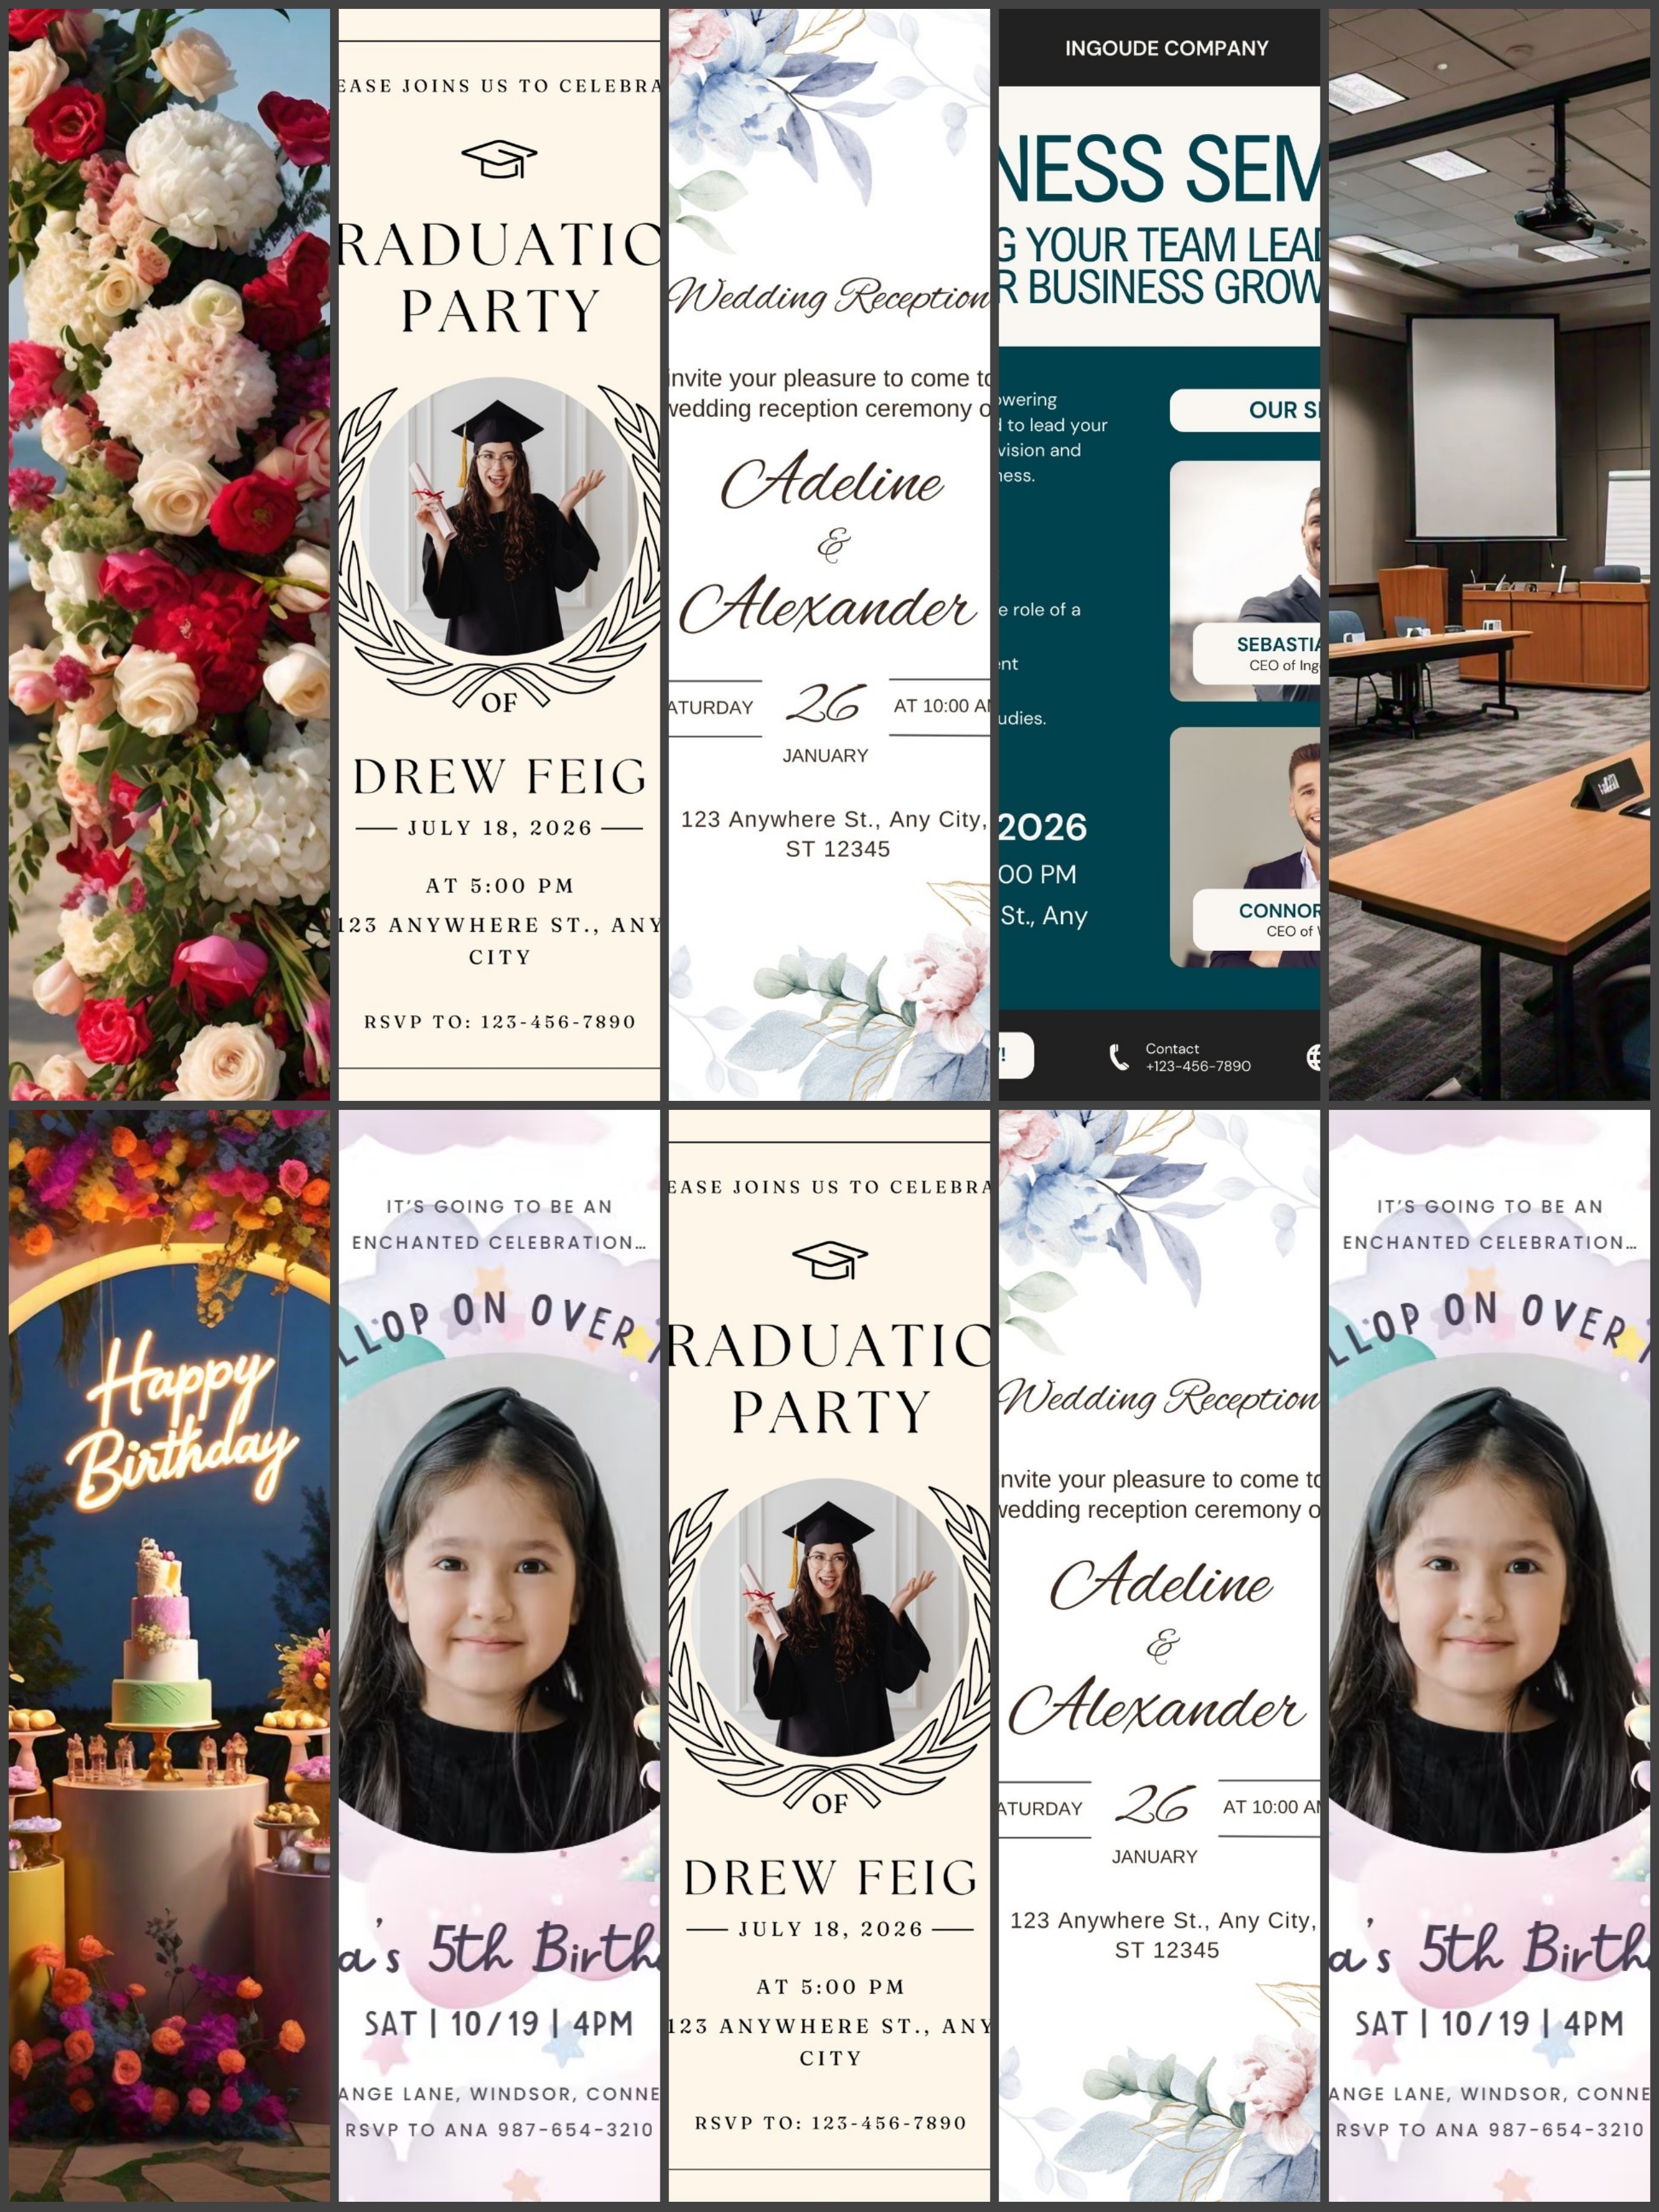 EASE JOINS US TO CELEBRA
RADUATIO
PARTY
OF
DREW FEIG
JULY 18, 2026
AT 5:00 PM
123 ANYWHERE ST., ANY
CITY
RSVP TO: 123-456-7890
Wedding Reception
invite your pleasure to come to
wedding reception ceremony o
Adeline
&
Alexander
ATURDAY
26
AT 10:00 AM
JANUARY
123 Anywhere St., Any City,
ST 12345
INGOUDE COMPANY
NESS SEM
G YOUR TEAM LEAD
R BUSINESS GROW
owering
d to lead your
vision and
ness.
OUR S
e role of a
ent
udies.
SEBASTIA
CEO of Ing
2026
00 PM
St., Any
CONNOR
CEO of
Contact
+123-456-7890
Happy
Birthday
IT'S GOING TO BE AN
ENCHANTED CELEBRATION...
LLOP ON OVER
a's 5th Birth
SAT | 10/19 | 4PM
ANGE LANE, WINDSOR, CONNE
RSVP TO ANA 987-654-3210
EASE JOINS US TO CELEBRA
RADUATIO
PARTY
OF
DREW FEIG
JULY 18, 2026
AT 5:00 PM
123 ANYWHERE ST., ANY
CITY
RSVP TO: 123-456-7890
Wedding Reception
nvite your pleasure to come to
wedding reception ceremony o
Adeline
&
Alexander
ATURDAY
26
AT 10:00 AM
JANUARY
123 Anywhere St., Any City,
ST 12345
IT'S GOING TO BE AN
ENCHANTED CELEBRATION...
LLOP ON OVER
a's 5th Birth
SAT | 10/19 | 4PM
ANGE LANE, WINDSOR, CONNE
RSVP TO ANA 987-654-3210